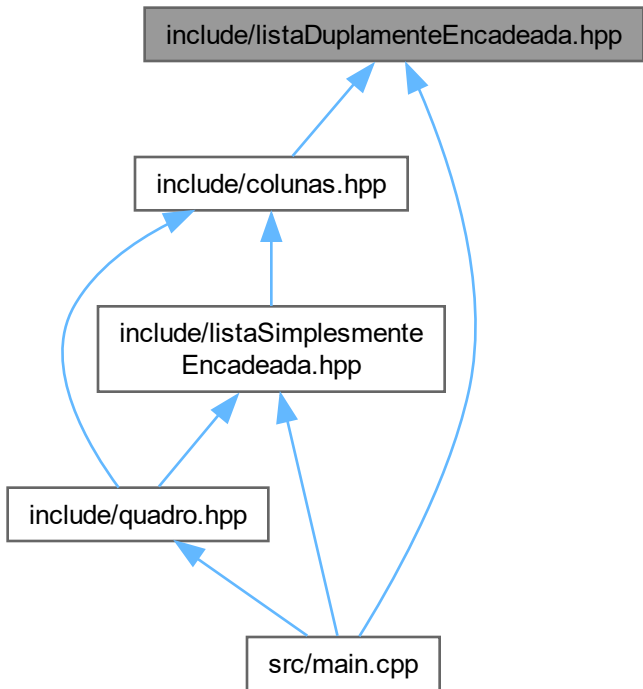 include/listaDuplamenteEncadeada.hpp
include/colunas.hpp
include/listaSimplesmente
Encadeada.hpp
include/quadro.hpp
src/main.cpp